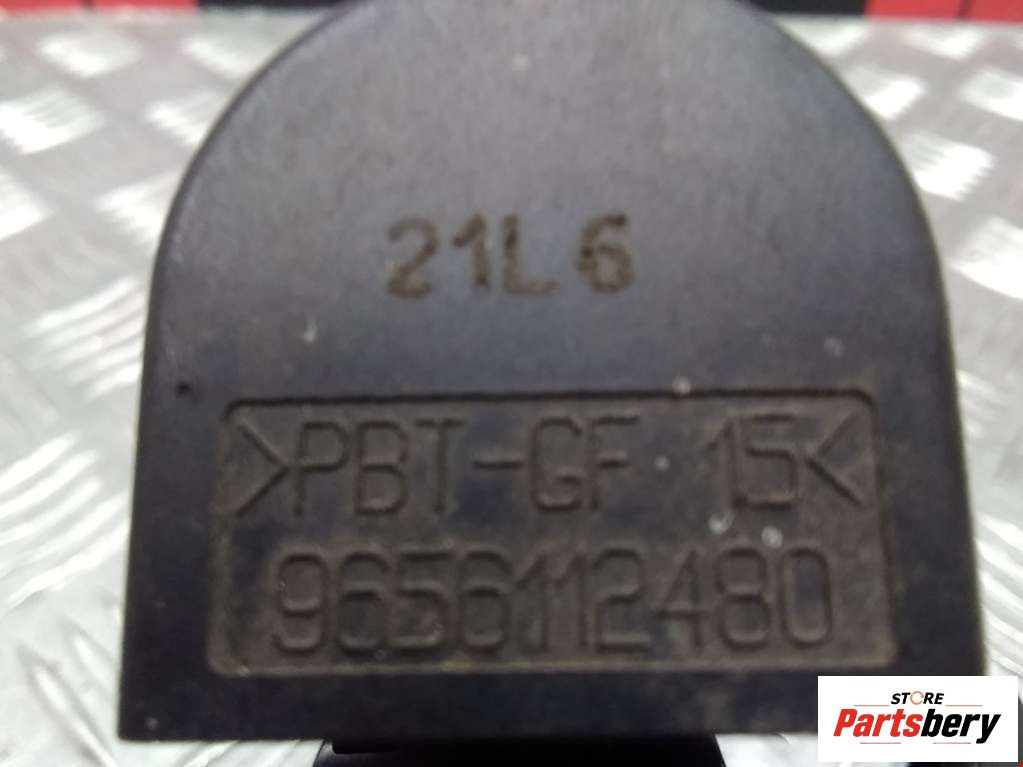 21L6
>PBT-GF 15<
9656112480
STORE
Partsbery